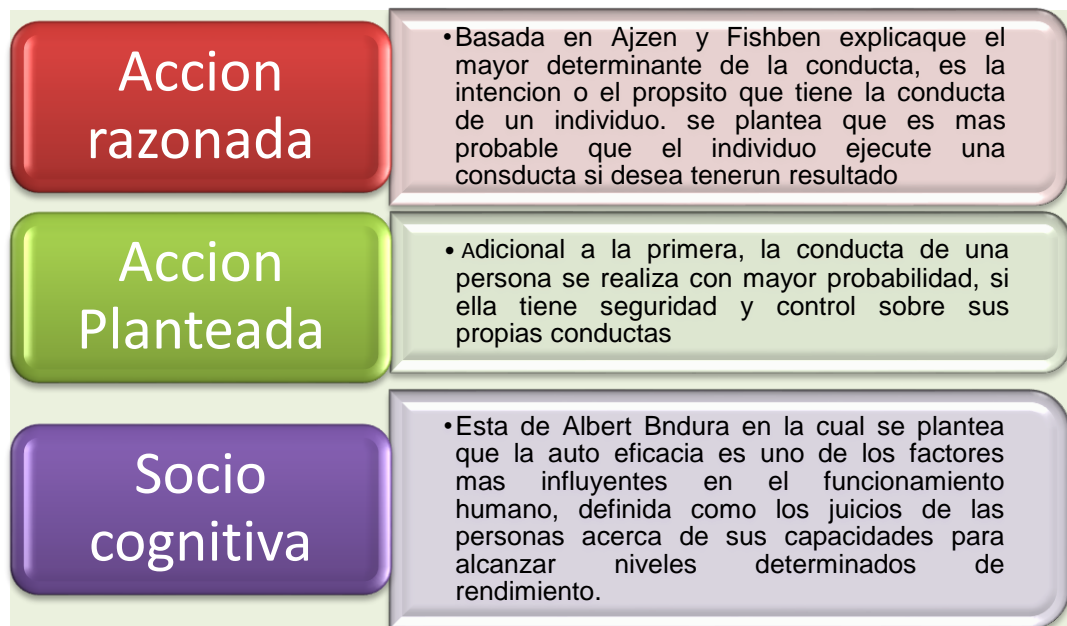 Accion
razonada
•Basada en Ajzen y Fishben explicaque el
mayor determinante de la conducta, es la
intencion o el propsito que tiene la conducta
de un individuo. se plantea que es mas
probable que el individuo ejecute una
consducta si desea tenerun resultado
Accion
Planteada
• Adicional a la primera, la conducta de una
persona se realiza con mayor probabilidad, si
ella tiene seguridad y control sobre sus
propias conductas
Socio
cognitiva
•Esta de Albert Bndura en la cual se plantea
que la auto eficacia es uno de los factores
mas influyentes en el funcionamiento
humano, definida como los juicios de las
personas acerca de sus capacidades para
alcanzar niveles determinados de
rendimiento.